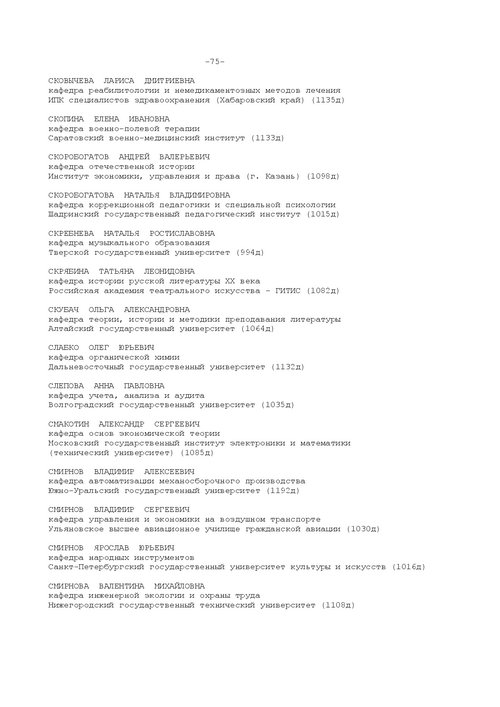 -75-
СКОВЫЧЕВА ЛАРИСА ДМИТРИЕВНА
кафедра реабилитологии и немедикаментозных методов лечения
ИПК специалистов здравоохранения (Хабаровский край) (1135д)
СКОПИНА ЕЛЕНА ИВАНОВНА
кафедра военно-полевой терапии
Саратовский военно-медицинский институт (1133д)
СКОРОБОГАТОВ АНДРЕЙ ВАЛЕРЬЕВИЧ
кафедра отечественной истории
Институт экономики, управления и права (г. Казань) (1098д)
СКОРОБОГАТОВА НАТАЛЬЯ ВЛАДИМИРОВНА
кафедра коррекционной педагогики и специальной психологии
Шадринский государственный педагогический институт (1015д)
СКРЕБНЕВА НАТАЛЬЯ РОСТИСЛАВОВНА
кафедра музыкального образования
Тверской государственный университет (994д)
СКРЯБИНА ТАТЬЯНА ЛЕОНИДОВНА
кафедра истории русской литературы XX века
Российская академия театрального искусства - ГИТИС (1082д)
СКУБАЧ ОЛЬГА АЛЕКСАНДРОВНА
кафедра теории, истории и методики преподавания литературы
Алтайский государственный университет (1064д)
СЛАБКО ОЛЕГ ЮРЬЕВИЧ
кафедра органической химии
Дальневосточный государственный университет (1132д)
СЛЕПОВА АННА ПАВЛОВНА
кафедра учета, анализа и аудита
Волгоградский государственный университет (1035д)
СМАКОТИН АЛЕКСАНДР СЕРГЕЕВИЧ
кафедра основ экономической теории
Московский государственный институт электроники и математики
(технический университет) (1085д)
СМИРНОВ ВЛАДИМИР АЛЕКСЕЕВИЧ
кафедра автоматизации механосборочного производства
Южно-Уральский государственный университет (1192д)
СМИРНОВ ВЛАДИМИР СЕРГЕЕВИЧ
кафедра управления и экономики на воздушном транспорте
Ульяновское высшее авиационное училище гражданской авиации (1030д)
СМИРНОВ ЯРОСЛАВ ЮРЬЕВИЧ
кафедра народных инструментов
Санкт-Петербургский государственный университет культуры и искусств (1016д)
СМИРНОВА ВАЛЕНТИНА МИХАЙЛОВНА
кафедра инженерной экологии и охраны труда
Нижегородский государственный технический университет (1108д)